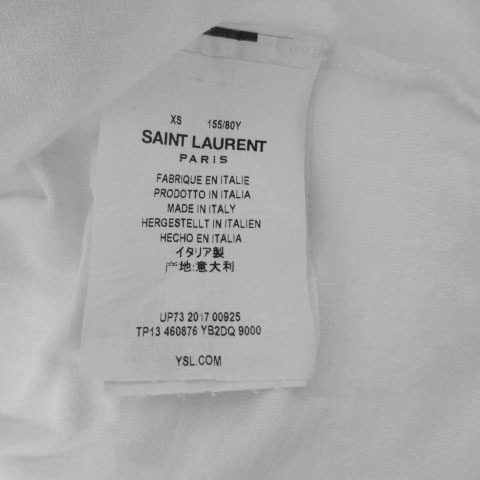 XS 155/80Y
SAINT LAURENT
PARIS
FABRIQUE EN ITALIE
PRODOTTO IN ITALIA
MADE IN ITALY
HERGESTELLT IN ITALIEN
HECHO EN ITALIA
イタリア製
产地:意大利
UP73 2017 00925
TP13 460876 YB2DQ 9000
YSL.COM